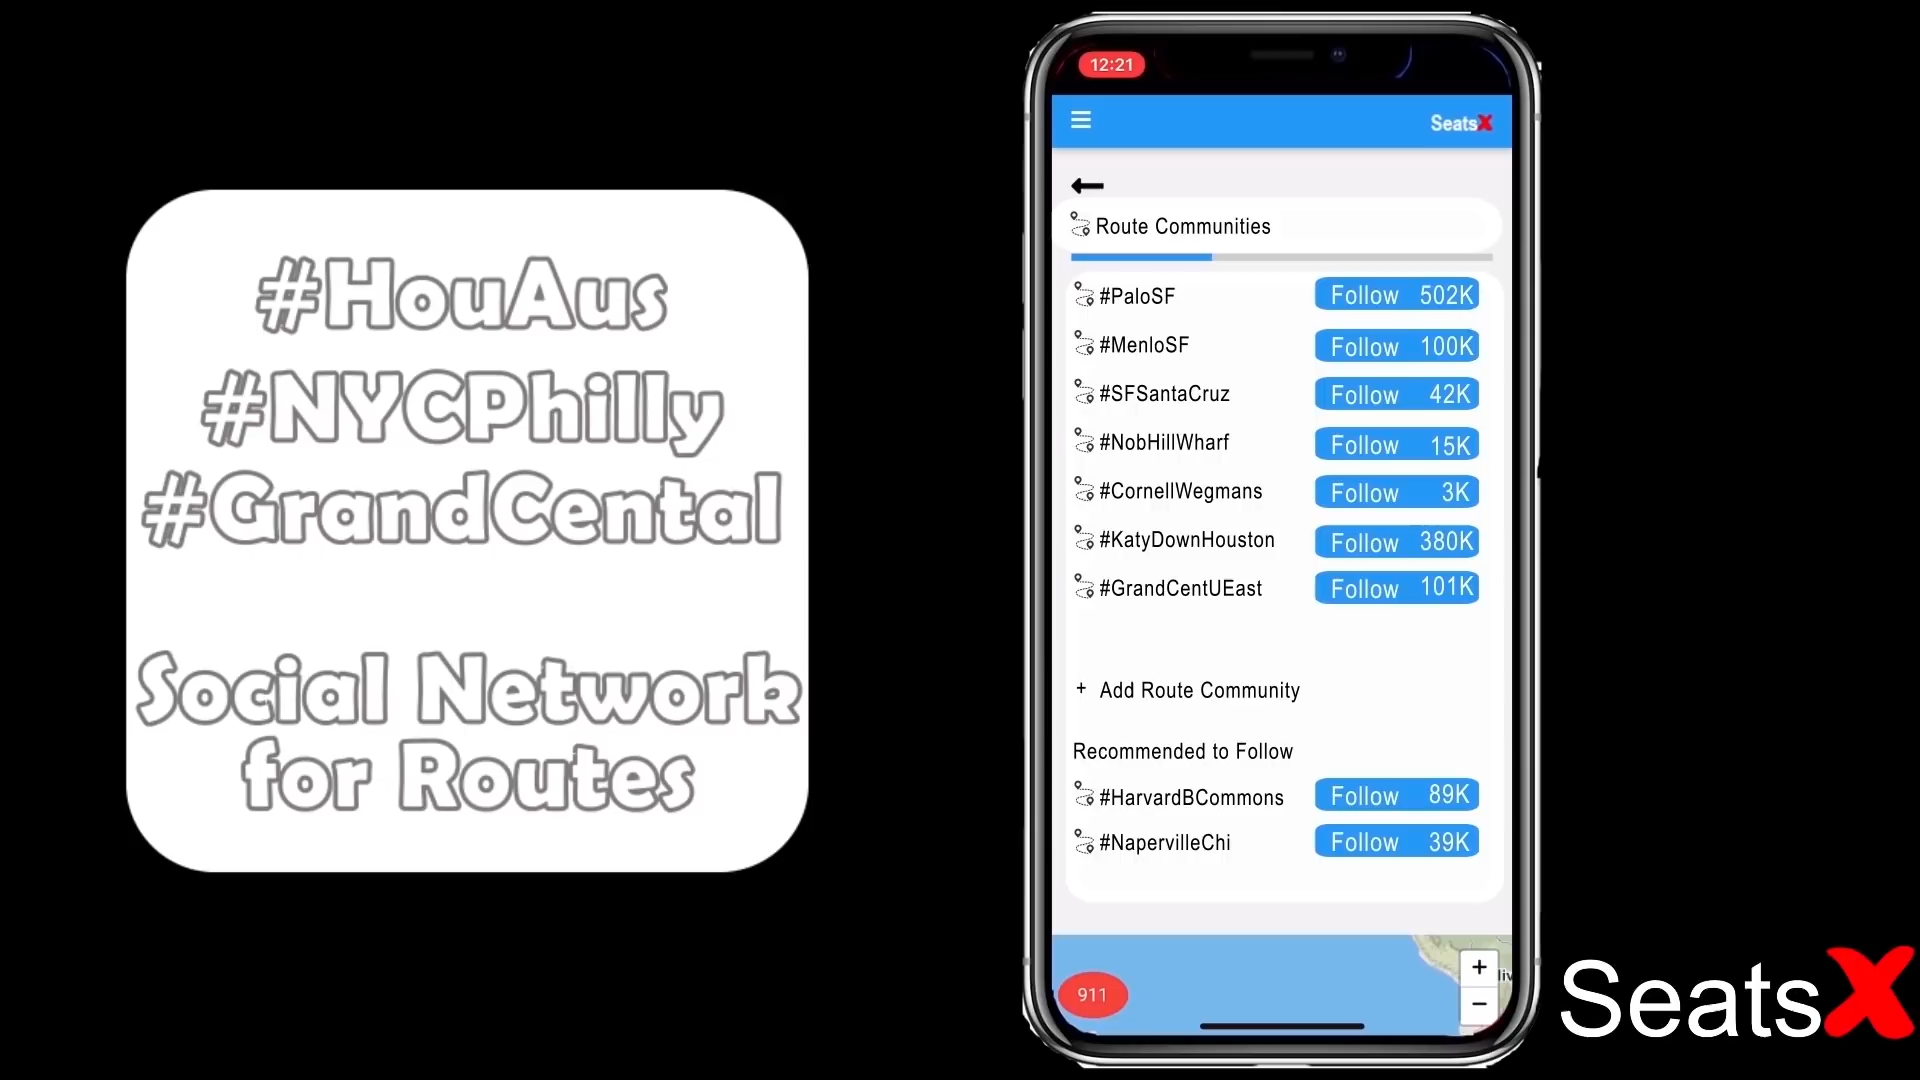 #HouAus
#NYCPhilly
#GrandCental
Social Network
for Routes
12:21
SeatsX
Route Communities
#PaloSF Follow 502K
#MenloSF Follow 100K
#SFSantaCruz Follow 42K
#NobHillWharf Follow 15K
#CornellWegmans Follow 3K
#KatyDownHouston Follow 380K
#GrandCentUEast Follow 101K
+ Add Route Community
Recommended to Follow
#HarvardBCommons Follow 89K
#NapervilleChi Follow 39K
+
−
911
SeatsX